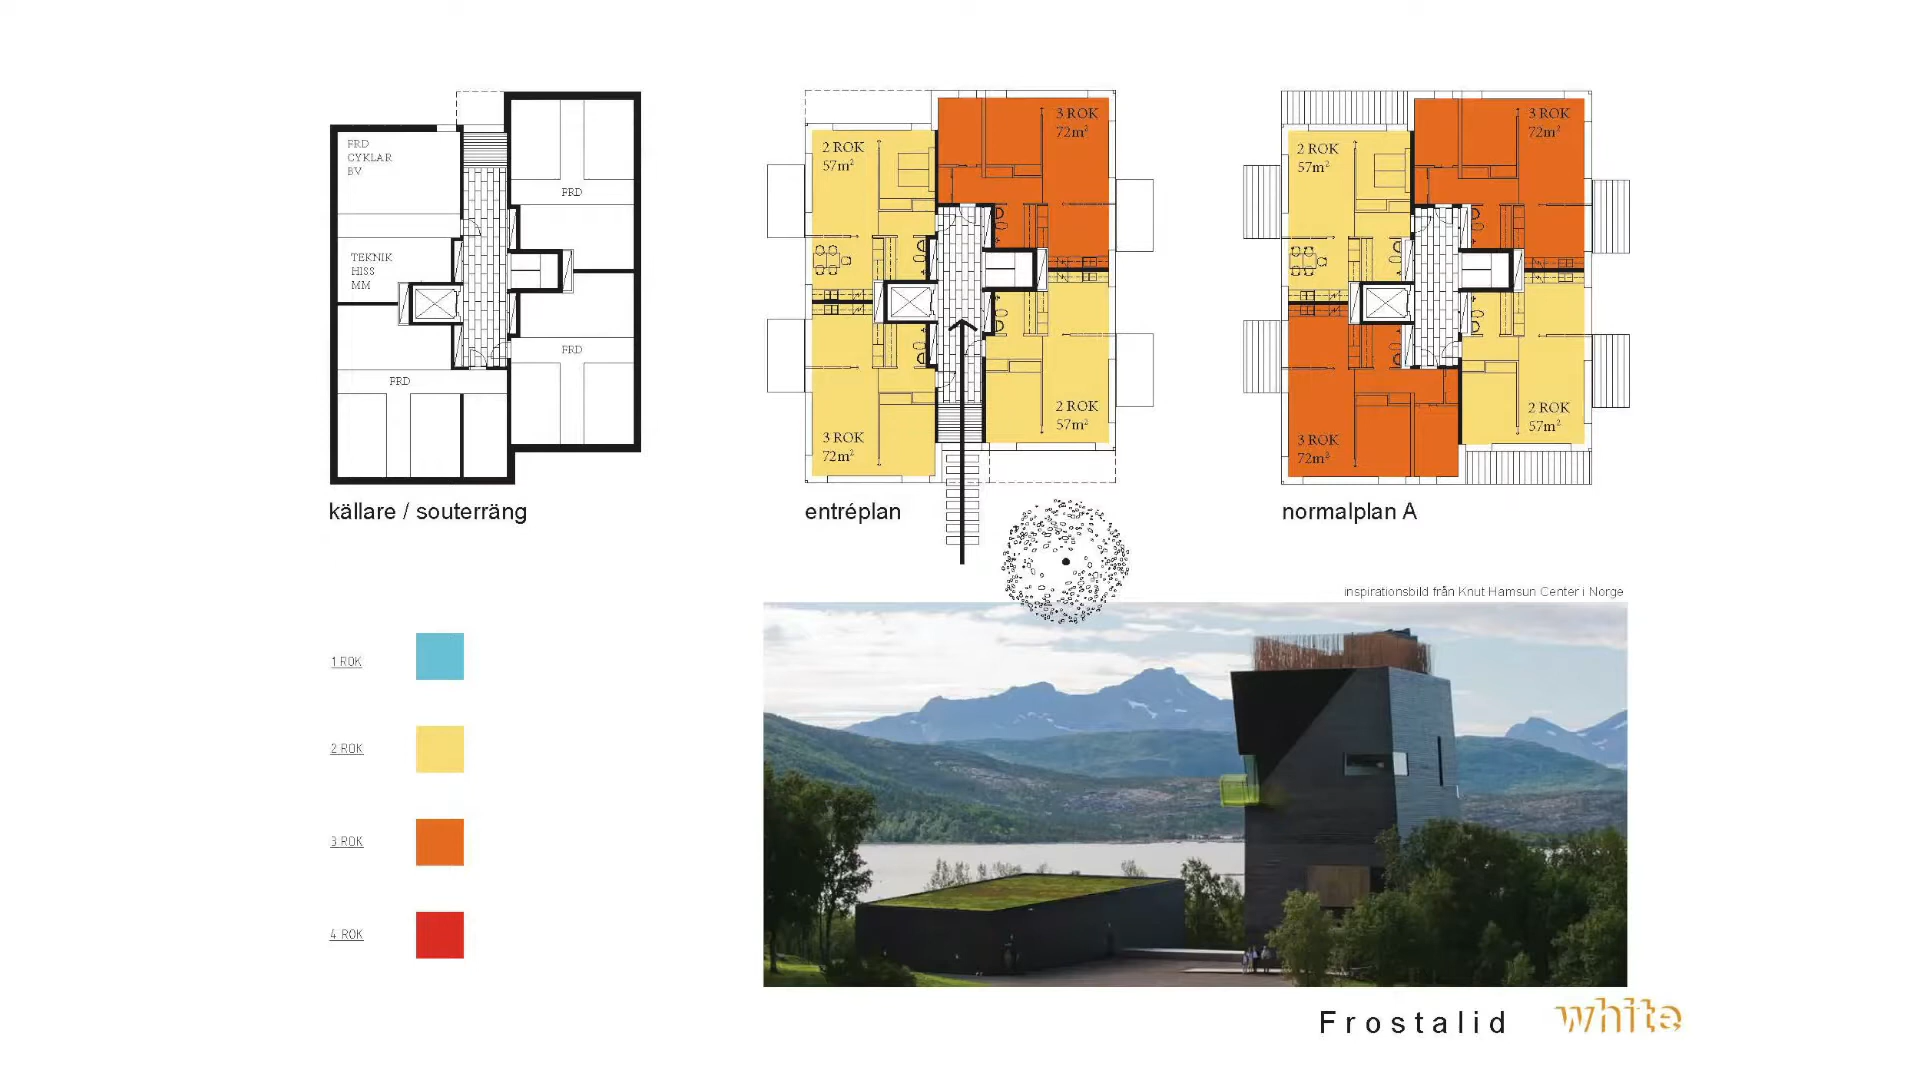 FRD
CYKLAR
BV
FRD
TEKNIK
HISS
MM
FRD
FRD
källare / souterräng
2 ROK
57m²
3 ROK
72m²
3 ROK
72m²
2 ROK
57m²
entréplan
2 ROK
57m²
3 ROK
72m²
3 ROK
72m²
2 ROK
57m²
normalplan A
inspirationsbild från Knut Hamsun Center i Norge
1 ROK
2 ROK
3 ROK
4 ROK
Frostalid
white